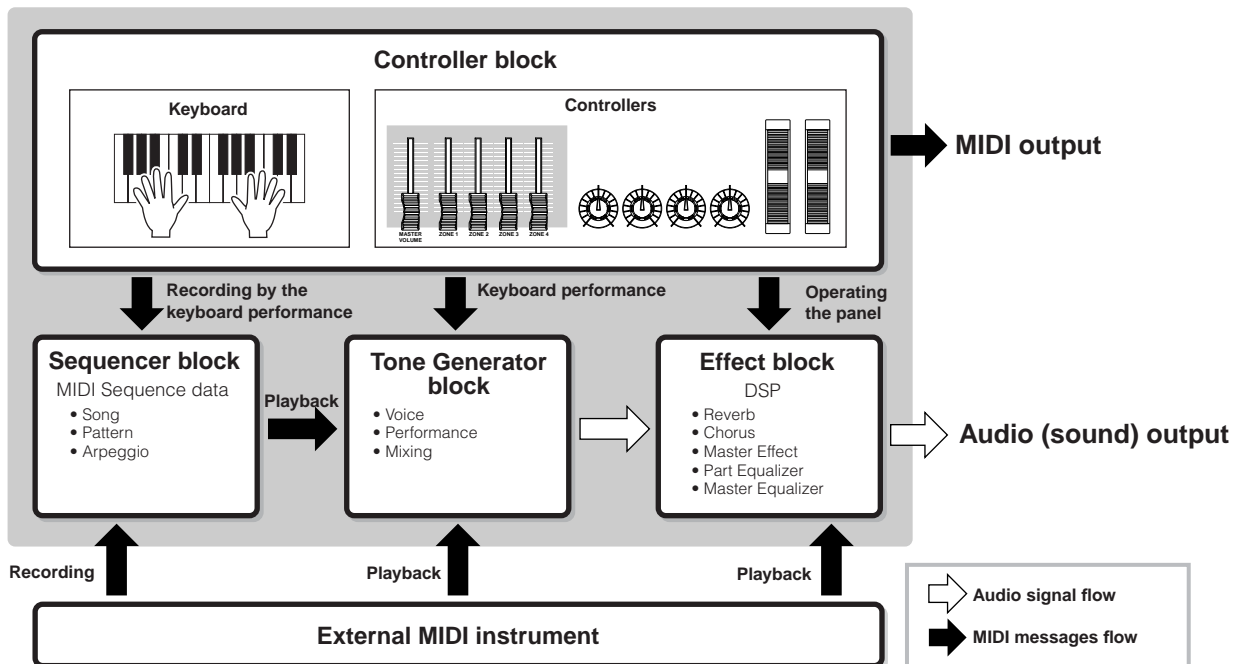 Controller block
Keyboard
Controllers
MASTER
VOLUME
ZONE 1
ZONE 2
ZONE 3
ZONE 4
MIDI output
Recording by the
keyboard performance
Keyboard performance
Operating
the panel
Sequencer block
MIDI Sequence data
• Song
• Pattern
• Arpeggio
Playback
Tone Generator
block
• Voice
• Performance
• Mixing
Effect block
DSP
• Reverb
• Chorus
• Master Effect
• Part Equalizer
• Master Equalizer
Audio (sound) output
Recording
Playback
Playback
External MIDI instrument
Audio signal flow
MIDI messages flow